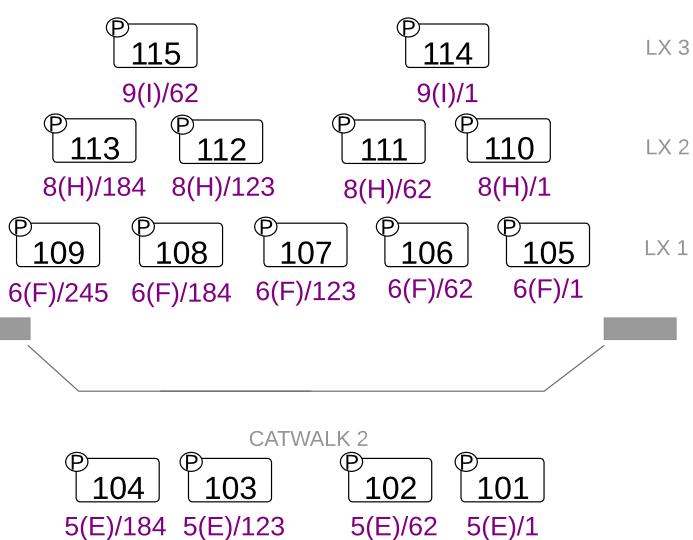 P P
115 114 LX 3
9(I)/62 9(I)/1
P P P P
113 112 111 110 LX 2
8(H)/184 8(H)/123 8(H)/62 8(H)/1
P P P P P
109 108 107 106 105 LX 1
6(F)/245 6(F)/184 6(F)/123 6(F)/62 6(F)/1
CATWALK 2
P P P P
104 103 102 101
5(E)/184 5(E)/123 5(E)/62 5(E)/1